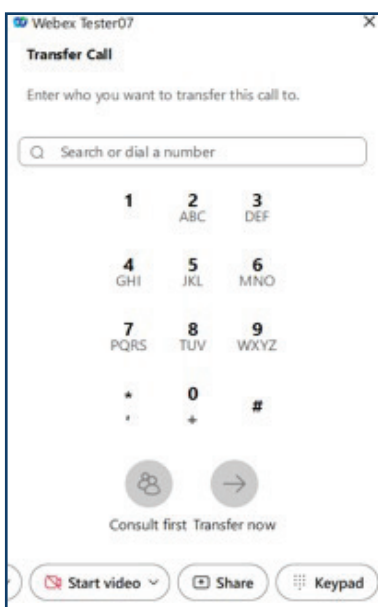 Webex Tester07
Transfer Call
Enter who you want to transfer this call to.
Search or dial a number
1 2 3
ABC DEF
4 5 6
GHI JKL MNO
7 8 9
PQRS TUV WXYZ
* 0 #
, +
Consult first Transfer now
Start video Share Keypad